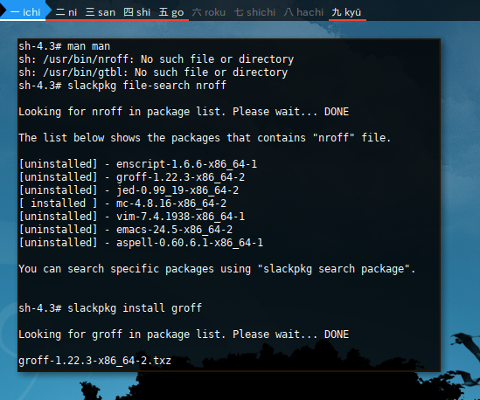 一 ichi 二 ni 三 san 四 shi 五 go 六 roku 七 shichi 八 hachi 九 kyū
sh-4.3# man man
sh: /usr/bin/nroff: No such file or directory
sh: /usr/bin/gtbl: No such file or directory
sh-4.3# slackpkg file-search nroff
Looking for nroff in package list. Please wait... DONE
The list below shows the packages that contains "nroff" file.
[uninstalled] - enscript-1.6.6-x86_64-1
[uninstalled] - groff-1.22.3-x86_64-2
[uninstalled] - jed-0.99_19-x86_64-2
[ installed ] - mc-4.8.16-x86_64-2
[uninstalled] - vim-7.4.1938-x86_64-1
[uninstalled] - emacs-24.5-x86_64-2
[uninstalled] - aspell-0.60.6.1-x86_64-1
You can search specific packages using "slackpkg search package".
sh-4.3# slackpkg install groff
Looking for groff in package list. Please wait... DONE
groff-1.22.3-x86_64-2.txz